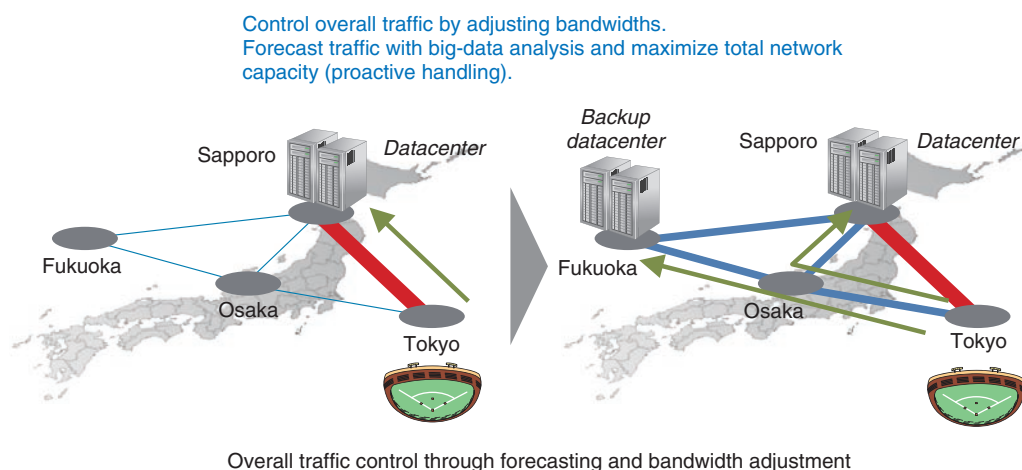 Control overall traffic by adjusting bandwidths.
Forecast traffic with big-data analysis and maximize total network
capacity (proactive handling).
Sapporo
Datacenter
Fukuoka
Osaka
Tokyo
Backup
datacenter
Sapporo
Datacenter
Fukuoka
Osaka
Tokyo
Overall traffic control through forecasting and bandwidth adjustment